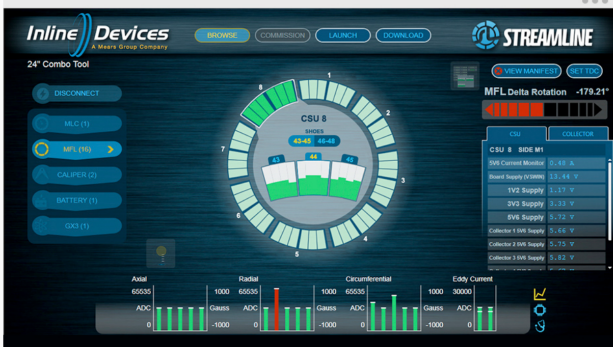 Inline Devices
A Mears Group Company
BROWSE
COMMISSION
LAUNCH
DOWNLOAD
STREAMLINE
24" Combo Tool
VIEW MANIFEST
SET TDC
DISCONNECT
MFL Delta Rotation -179.21°
MLC (1)
MFL (16)
CALIPER (2)
BATTERY (1)
GX3 (1)
8
1
2
3
4
5
6
7
CSU 8
SHOES
43-45 46-48
43 44 45
CSU
COLLECTOR
CSU 8 SIDE M1
5V6 Current Monitor 0.48 A
Board Supply (VSWIN) 13.44 V
1V2 Supply 1.17 V
3V3 Supply 3.33 V
5V6 Supply 5.72 V
Collector 1 5V6 Supply 5.66 V
Collector 2 5V6 Supply 5.75 V
Collector 3 5V6 Supply 5.82 V
Axial
Radial
Circumferential
Eddy Current
65535 1000 65535 1000 65535 1000 30000
ADC Gauss ADC Gauss ADC Gauss ADC
0 -1000 0 -1000 0 -1000 0